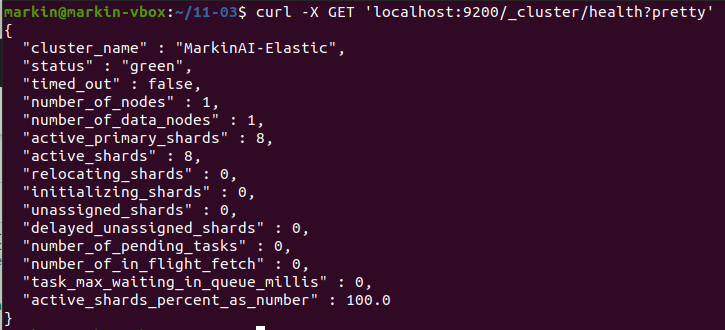 markin@markin-vbox:~/11-03$ curl -X GET 'localhost:9200/_cluster/health?pretty'
{
  "cluster_name" : "MarkinAI-Elastic",
  "status" : "green",
  "timed_out" : false,
  "number_of_nodes" : 1,
  "number_of_data_nodes" : 1,
  "active_primary_shards" : 8,
  "active_shards" : 8,
  "relocating_shards" : 0,
  "initializing_shards" : 0,
  "unassigned_shards" : 0,
  "delayed_unassigned_shards" : 0,
  "number_of_pending_tasks" : 0,
  "number_of_in_flight_fetch" : 0,
  "task_max_waiting_in_queue_millis" : 0,
  "active_shards_percent_as_number" : 100.0
}